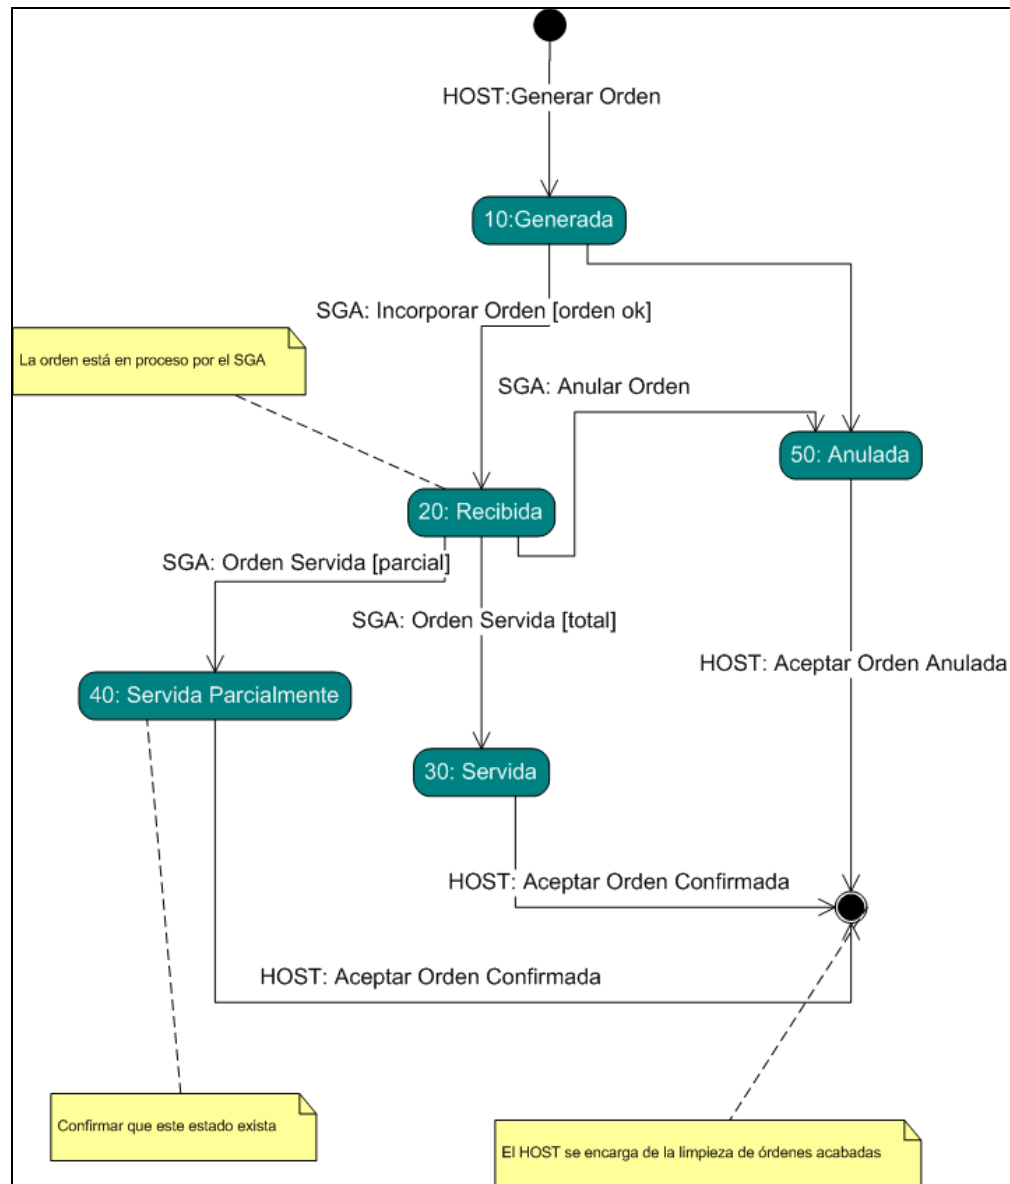 HOST:Generar Orden
10:Generada
SGA: Incorporar Orden [orden ok]
La orden está en proceso por el SGA
SGA: Anular Orden
50: Anulada
20: Recibida
SGA: Orden Servida [parcial]
SGA: Orden Servida [total]
HOST: Aceptar Orden Anulada
40: Servida Parcialmente
30: Servida
HOST: Aceptar Orden Confirmada
HOST: Aceptar Orden Confirmada
Confirmar que este estado exista
El HOST se encarga de la limpieza de órdenes acabadas